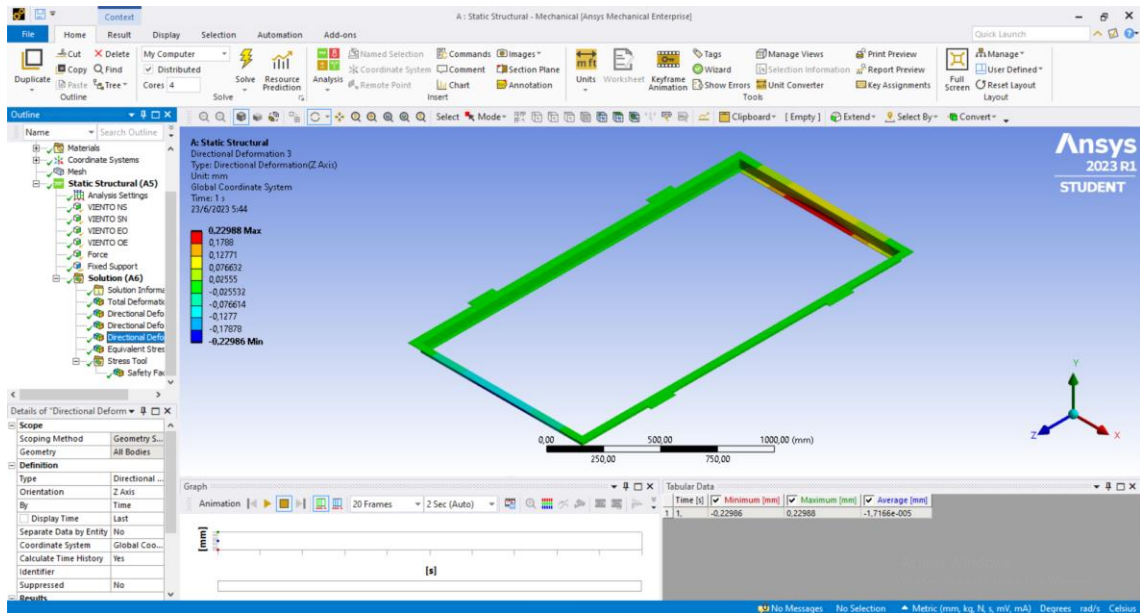 Context
A : Static Structural - Mechanical [Ansys Mechanical Enterprise]
File Home Result Display Selection Automation Add-ons Quick Launch
Duplicate Cut Copy Paste Delete Find Tree
Outline
My Computer
Distributed
Cores 4
Solve Resource Prediction
Solve
Analysis Named Selection Coordinate System Remote Point Commands Comment Chart Images Section Plane Annotation
Insert
Units Worksheet Keyframe Animation Tags Wizard Show Errors Manage Views Selection Information Unit Converter Print Preview Report Preview Key Assignments
Tools
Full Screen Manage User Defined Reset Layout
Layout
Outline
Name Search Outline
Select Mode Clipboard [ Empty ] Extend Select By Convert
Materials
Coordinate Systems
Mesh
Static Structural (A5)
Analysis Settings
VIENTO NS
VIENTO SN
VIENTO EO
VIENTO OE
Force
Fixed Support
Solution (A6)
Solution Informa
Total Deformatic
Directional Defo
Directional Defo
Directional Defo
Equivalent Stres
Stress Tool
Safety Fac
A: Static Structural
Directional Deformation 3
Type: Directional Deformation(Z Axis)
Unit: mm
Global Coordinate System
Time: 1 s
23/6/2023 5:44
0,22988 Max
0,1788
0,12771
0,076632
0,02555
-0,025532
-0,076614
-0,1277
-0,17878
-0,22986 Min
Ansys
2023 R1
STUDENT
0,00 500,00 1000,00 (mm)
250,00 750,00
Y
Z X
Details of "Directional Deform
Scope
Scoping Method Geometry S...
Geometry All Bodies
Definition
Type Directional ...
Orientation Z Axis
By Time
Display Time Last
Separate Data by Entity No
Coordinate System Global Coo...
Calculate Time History Yes
Identifier
Suppressed No
Results
Graph
Animation 20 Frames 2 Sec (Auto)
[mm]
[s]
Tabular Data
Time [s] Minimum [mm] Maximum [mm] Average [mm]
1 1, -0,22986 0,22988 -1,7166e-005
No Messages No Selection Metric (mm, kg, N, s, mV, mA) Degrees rad/s Celsius